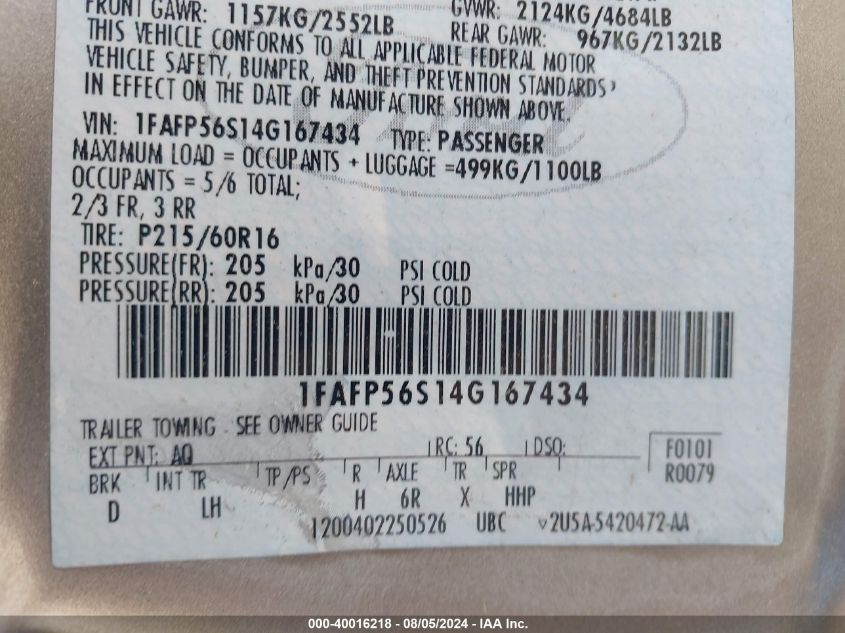 FRONT GAWR: 1157KG/2552LB GVWR: 2124KG/4684LB
REAR GAWR: 967KG/2132LB
THIS VEHICLE CONFORMS TO ALL APPLICABLE FEDERAL MOTOR
VEHICLE SAFETY, BUMPER, AND THEFT PREVENTION STANDARDS
IN EFFECT ON THE DATE OF MANUFACTURE SHOWN ABOVE.
VIN: 1FAFP56S14G167434 TYPE: PASSENGER
MAXIMUM LOAD = OCCUPANTS + LUGGAGE =499KG/1100LB
OCCUPANTS = 5/6 TOTAL;
2/3 FR, 3 RR
TIRE: P215/60R16
PRESSURE(FR): 205 kPa/30 PSI COLD
PRESSURE(RR): 205 kPa/30 PSI COLD
1FAFP56S14G167434
TRAILER TOWING - SEE OWNER GUIDE
EXT PNT: AQ RC: 56 DSO: F0101
BRK INT TR TP/PS R AXLE TR SPR R0079
D LH H 6R X HHP
1200402250526 UBC ▽2U5A-5420472-AA
000-40016218 - 08/05/2024 - IAA Inc.